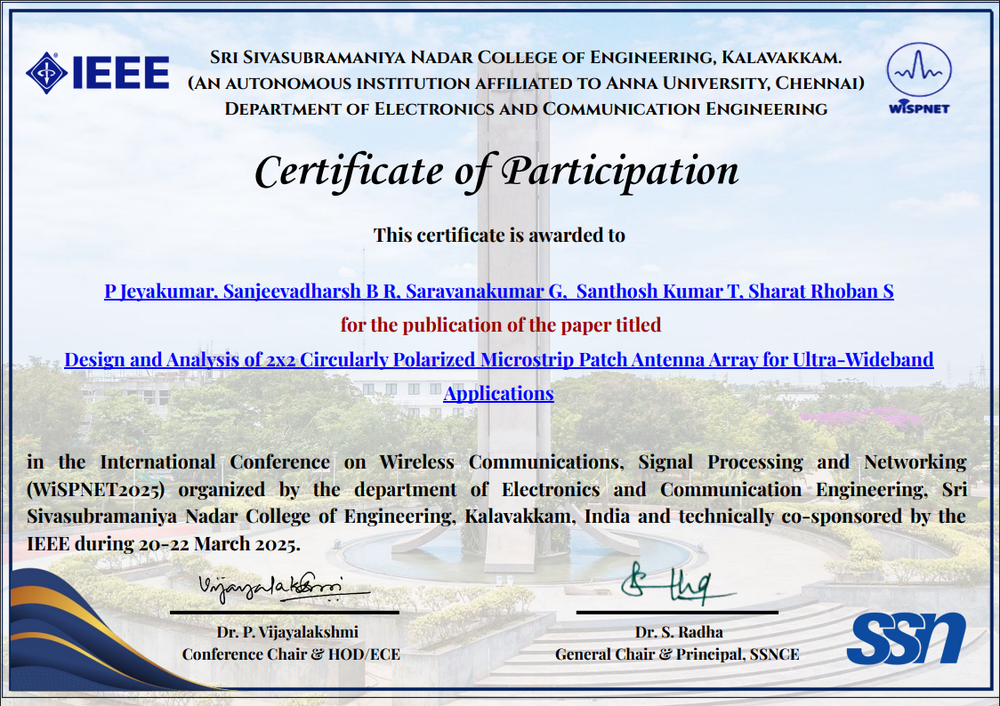 IEEE
SRI SIVASUBRAMANIYA NADAR COLLEGE OF ENGINEERING, KALAVAKKAM.
(AN AUTONOMOUS INSTITUTION AFFILIATED TO ANNA UNIVERSITY, CHENNAI)
DEPARTMENT OF ELECTRONICS AND COMMUNICATION ENGINEERING
WiSPNET
Certificate of Participation
This certificate is awarded to
P Jeyakumar, Sanjeevadharsh B R, Saravanakumar G, Santhosh Kumar T, Sharat Rhoban S
for the publication of the paper titled
Design and Analysis of 2x2 Circularly Polarized Microstrip Patch Antenna Array for Ultra-Wideband
Applications
in the International Conference on Wireless Communications, Signal Processing and Networking
(WiSPNET2025) organized by the department of Electronics and Communication Engineering, Sri
Sivasubramaniya Nadar College of Engineering, Kalavakkam, India and technically co-sponsored by the
IEEE during 20-22 March 2025.
Vijayalakshmi
Dr. P. Vijayalakshmi
Conference Chair & HOD/ECE
Dr. S. Radha
General Chair & Principal, SSNCE
ssn